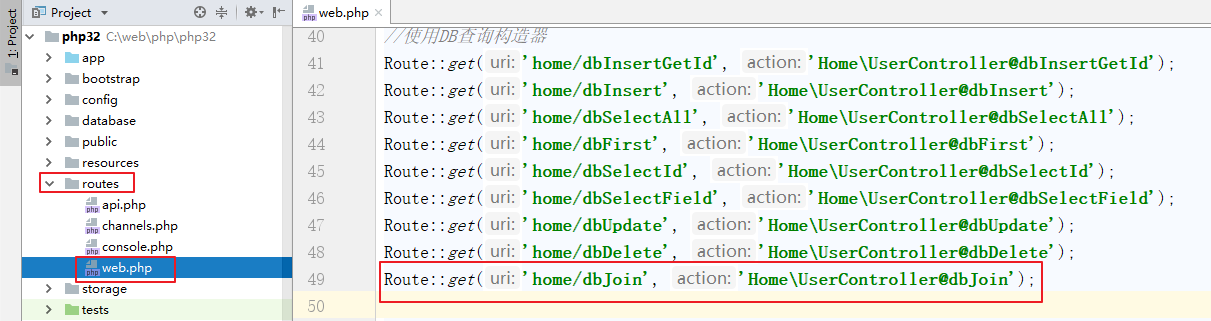 1: Project
Project
php32 C:\web\php\php32
app
bootstrap
config
database
public
resources
routes
api.php
channels.php
console.php
web.php
storage
tests
web.php
40 //使用DB查询构造器
41 Route::get( uri: 'home/dbInsertGetId', action: 'Home\UserController@dbInsertGetId');
42 Route::get( uri: 'home/dbInsert', action: 'Home\UserController@dbInsert');
43 Route::get( uri: 'home/dbSelectAll', action: 'Home\UserController@dbSelectAll');
44 Route::get( uri: 'home/dbFirst', action: 'Home\UserController@dbFirst');
45 Route::get( uri: 'home/dbSelectId', action: 'Home\UserController@dbSelectId');
46 Route::get( uri: 'home/dbSelectField', action: 'Home\UserController@dbSelectField');
47 Route::get( uri: 'home/dbUpdate', action: 'Home\UserController@dbUpdate');
48 Route::get( uri: 'home/dbDelete', action: 'Home\UserController@dbDelete');
49 Route::get( uri: 'home/dbJoin', action: 'Home\UserController@dbJoin');
50